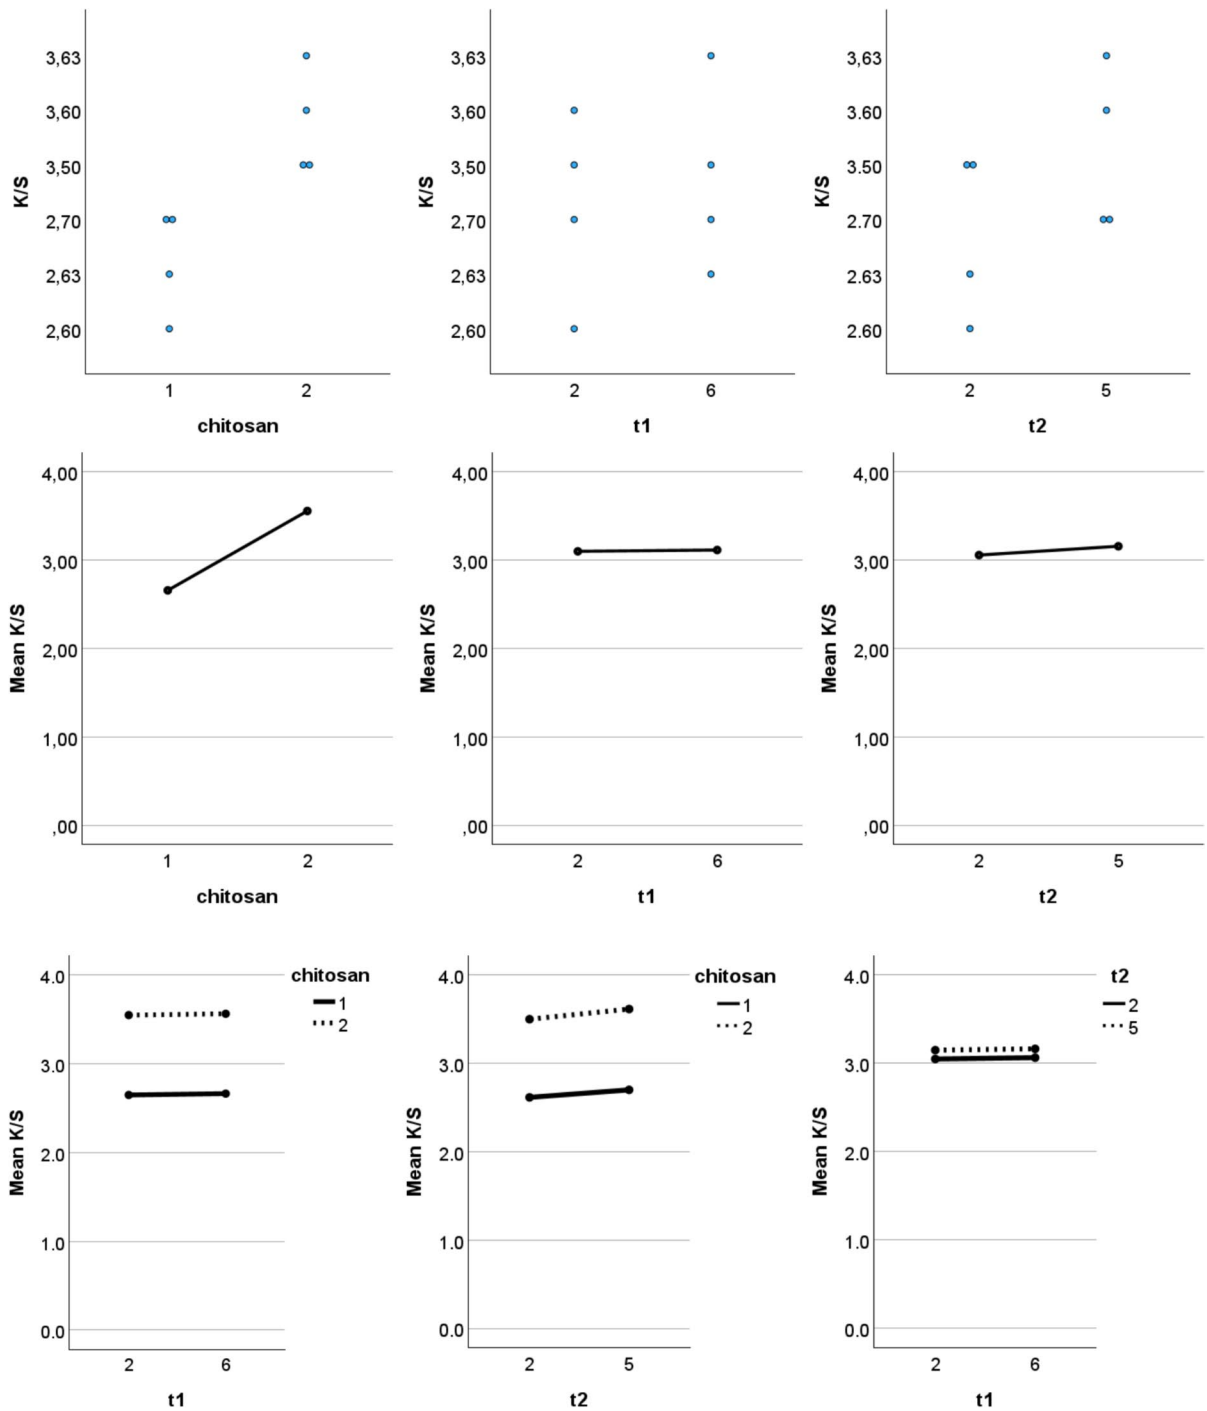 3,63 3,63 3,63
3,60 3,60 3,60
3,50 3,50 3,50
K/S K/S K/S
2,70 2,70 2.70
2,63 2,63 2.63
2,60 2,60 2.60
1 2 2 6 2 5
chitosan t1 t2
4,00 4,00 4,00
3,00 3,00 3,00
Mean K/S Mean K/S Mean K/S
2,00 2,00 2,00
1,00 1,00 1,00
,00 ,00 ,00
1 2 2 6 2 5
chitosan t1 t2
4.0 chitosan 4.0 chitosan 4.0 t2
1 1 2
2 2 5
3.0 3.0 3.0
Mean K/S Mean K/S Mean K/S
2.0 2.0 2.0
1.0 1.0 1.0
0.0 0.0 0.0
2 6 2 5 2 6
t1 t2 t1